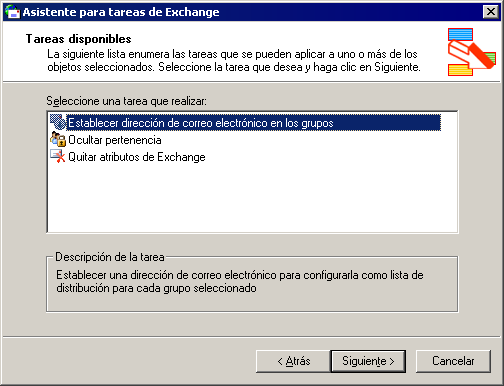 Asistente para tareas de Exchange
Tareas disponibles
La siguiente lista enumera las tareas que se pueden aplicar a uno o más de los
objetos seleccionados. Seleccione la tarea que desea y haga clic en Siguiente.
Seleccione una tarea que realizar:
Establecer dirección de correo electrónico en los grupos
Ocultar pertenencia
Quitar atributos de Exchange
Descripción de la tarea
Establecer una dirección de correo electrónico para configurarla como lista de
distribución para cada grupo seleccionado
< Atrás
Siguiente >
Cancelar